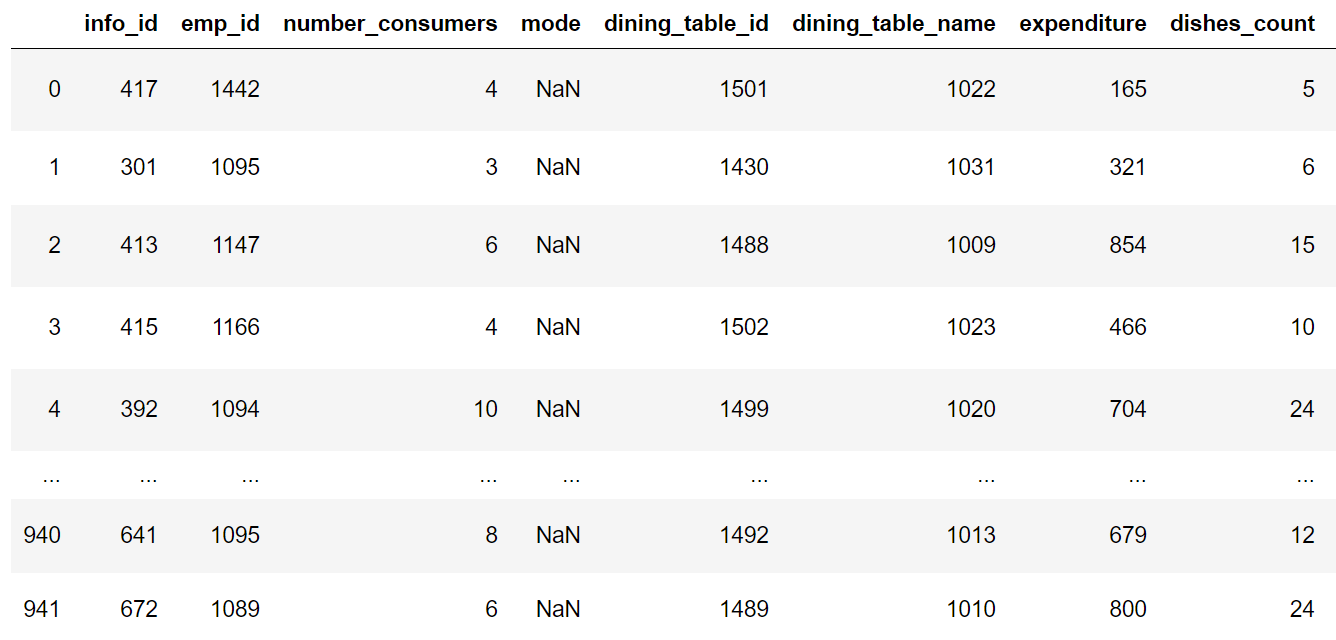 info_id emp_id number_consumers mode dining_table_id dining_table_name expenditure dishes_count
0 417 1442 4 NaN 1501 1022 165 5
1 301 1095 3 NaN 1430 1031 321 6
2 413 1147 6 NaN 1488 1009 854 15
3 415 1166 4 NaN 1502 1023 466 10
4 392 1094 10 NaN 1499 1020 704 24
... ... ... ... ... ... ... ... ...
940 641 1095 8 NaN 1492 1013 679 12
941 672 1089 6 NaN 1489 1010 800 24